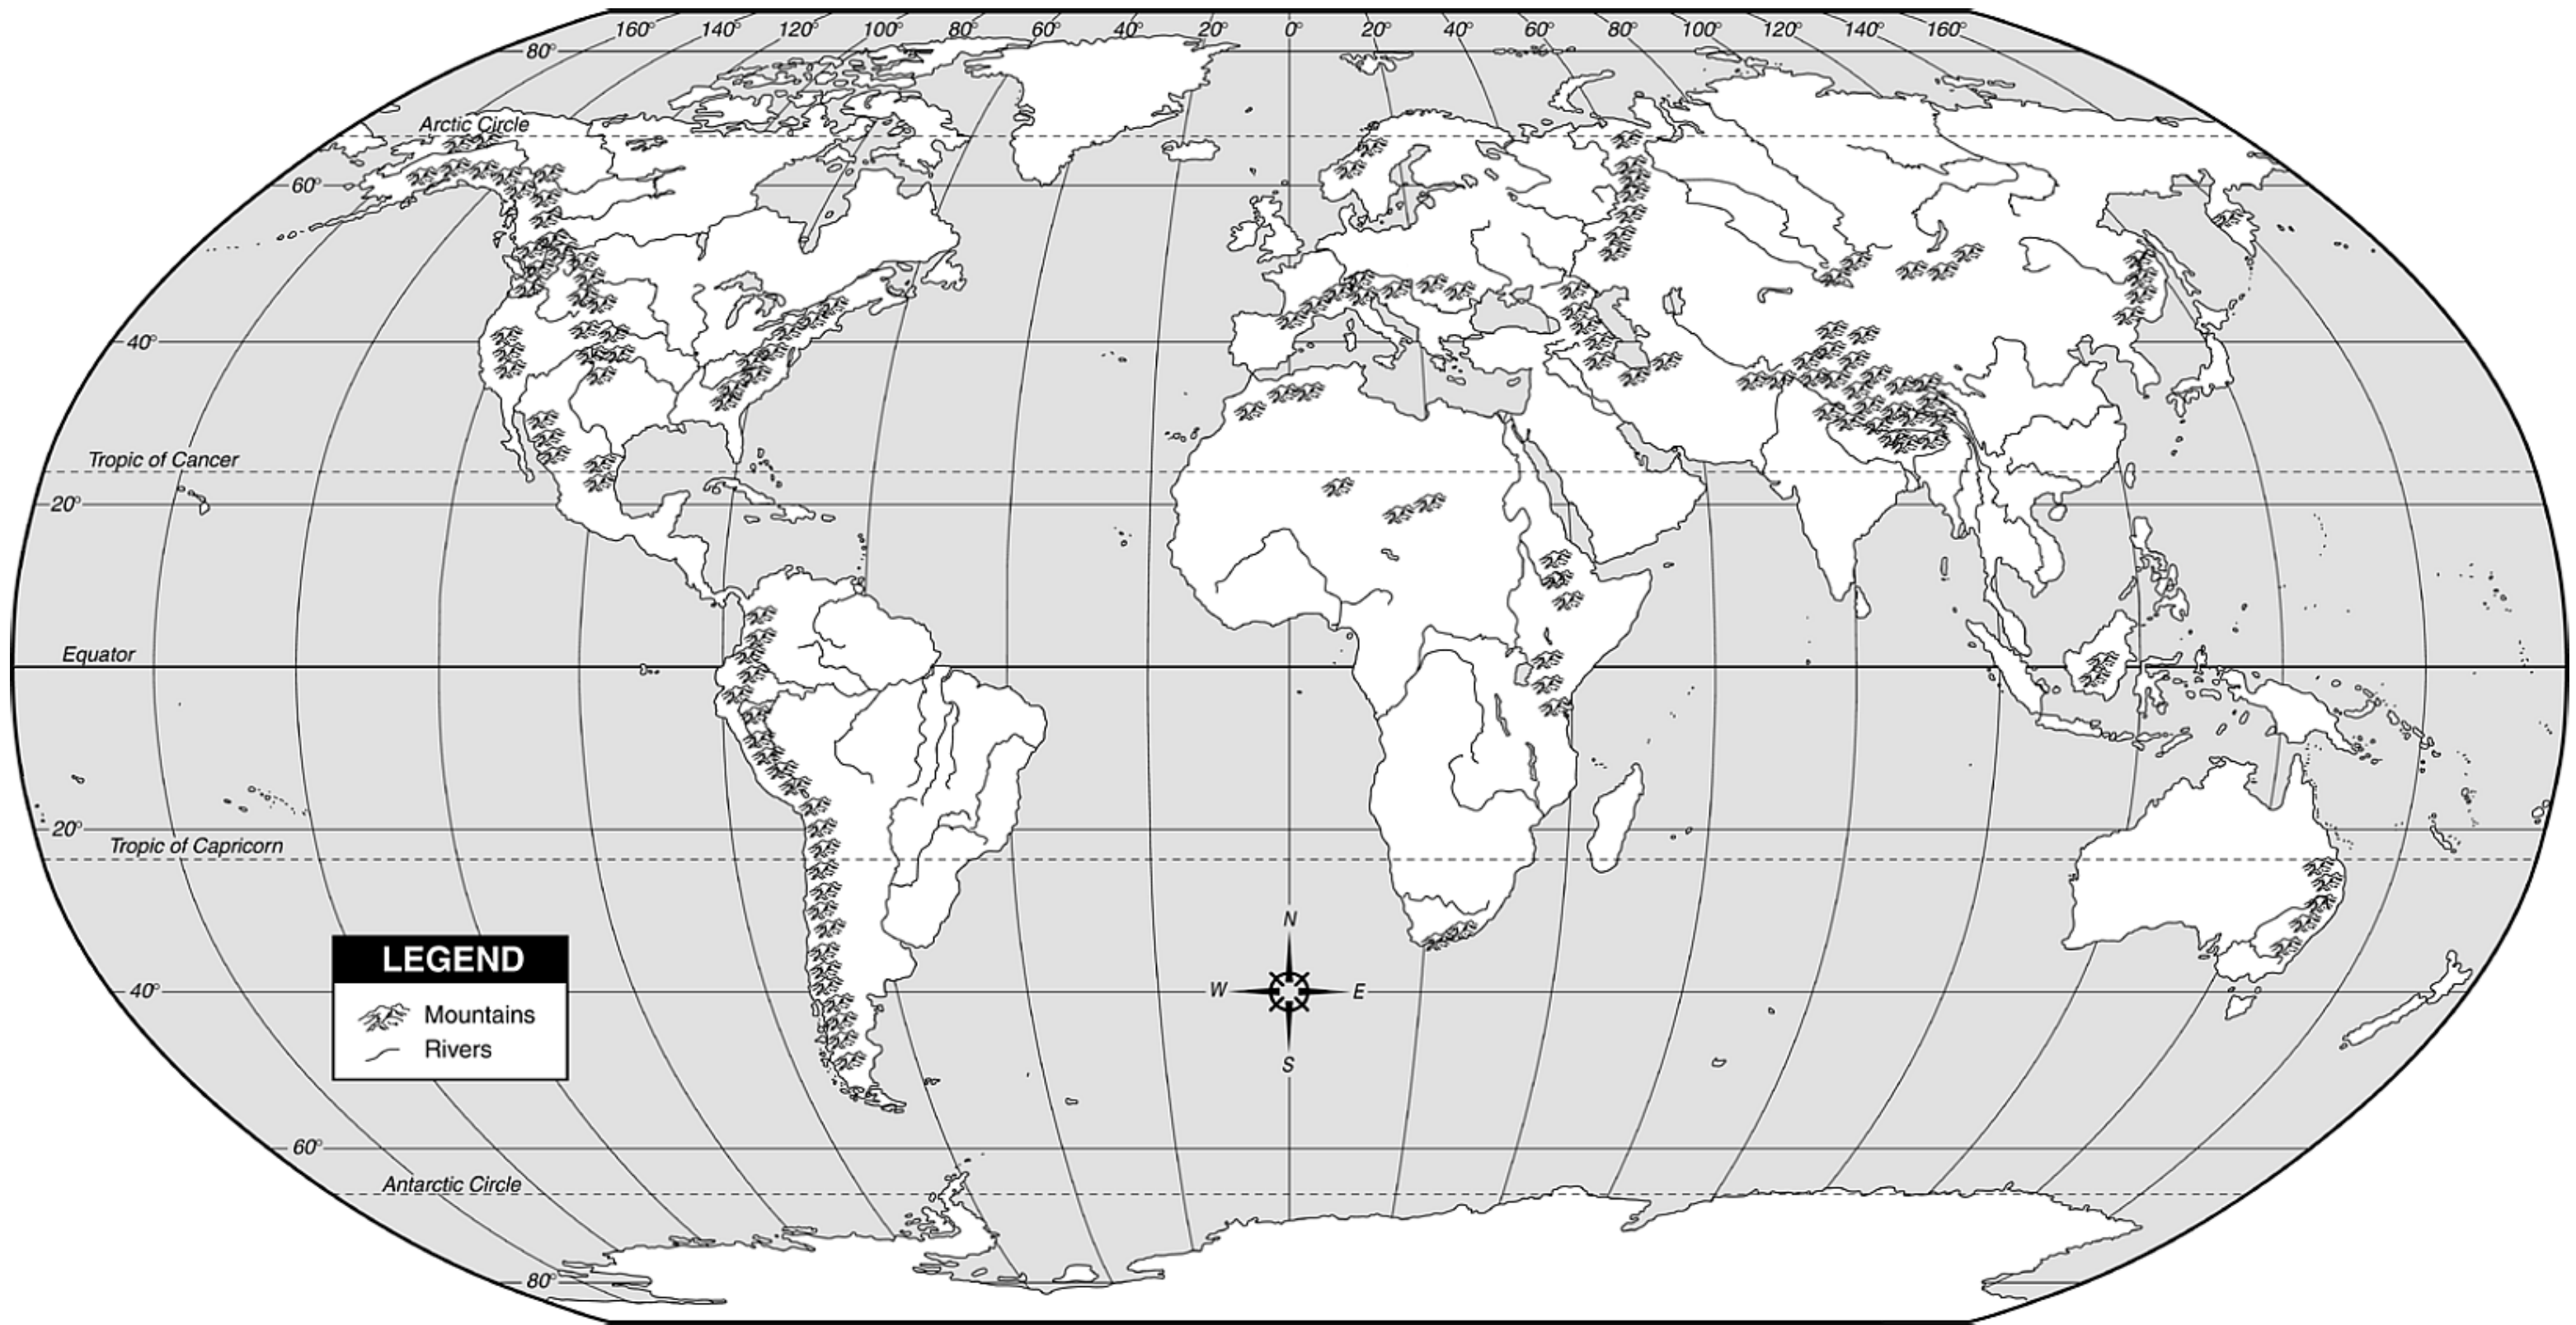 160° 140° 120° 100° 80° 60° 40° 20° 0° 20° 40° 60° 80° 100° 120° 140° 160°
80°
Arctic Circle
60°
40°
Tropic of Cancer
20°
Equator
20°
Tropic of Capricorn
N
LEGEND
40°
W E
Mountains
Rivers
S
60°
Antarctic Circle
80°